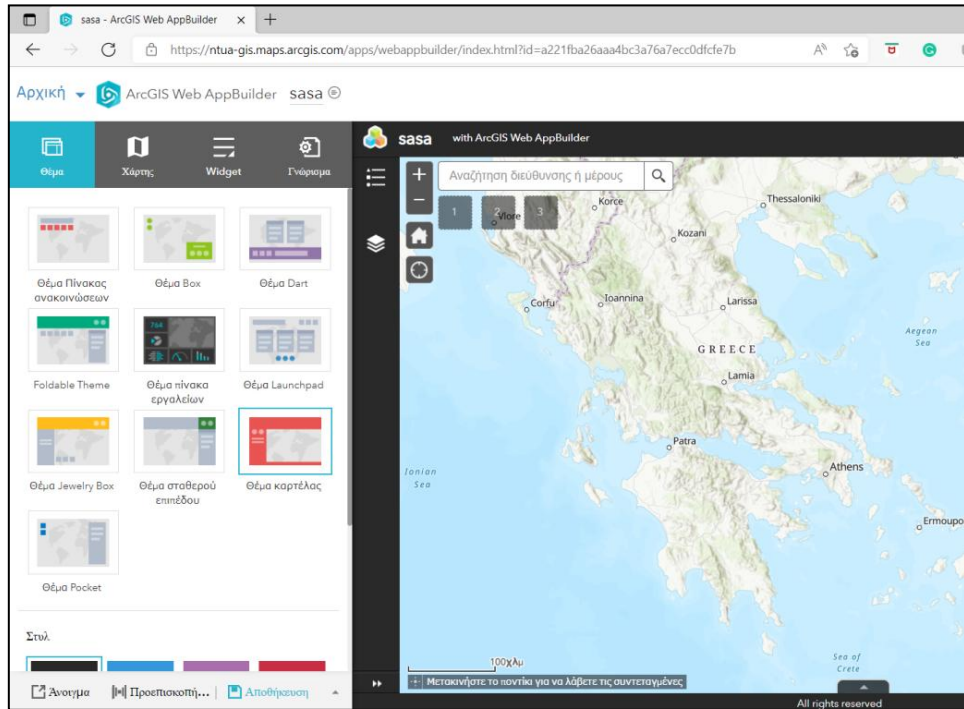 sasa - ArcGIS Web AppBuilder
https://ntua-gis.maps.arcgis.com/apps/webappbuilder/index.html?id=a221fba26aaa4bc3a76a7ecc0dfcfe7b
Αρχική ArcGIS Web AppBuilder sasa
Θέμα Χάρτης Widget Γνώρισμα
sasa with ArcGIS Web AppBuilder
Αναζήτηση διεύθυνσης ή μέρους
1 2 3
Θέμα Πίνακας
ανακοινώσεων
Θέμα Box
Θέμα Dart
764
Foldable Theme
Θέμα πίνακα
εργαλείων
Θέμα Launchpad
Θέμα Jewelry Box
Θέμα σταθερού
επιπέδου
Θέμα καρτέλας
Θέμα Pocket
Στυλ
Άνοιγμα Προεπισκοπή... Αποθήκευση
Thessaloniki
Korce
Vlore
Kozani
Corfu
Ioannina
Larissa
Aegean
Sea
GREECE
Lamia
Patra
Athens
Ionian
Sea
Ermoupo
Sea of
Crete
100χλμ
Μετακινήστε το ποντίκι για να λάβετε τις συντεταγμένες
All rights reserved